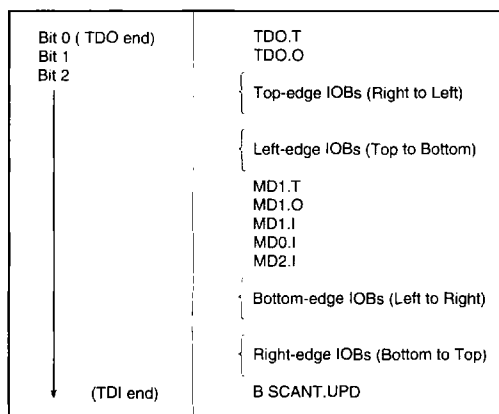 Bit 0 ( TDO end) TDO.T
Bit 1 TDO.O
Bit 2
Top-edge IOBs (Right to Left)
Left-edge IOBs (Top to Bottom)
MD1.T
MD1.O
MD1.I
MD0.I
MD2.I
Bottom-edge IOBs (Left to Right)
Right-edge IOBs (Bottom to Top)
(TDI end) B SCANT.UPD